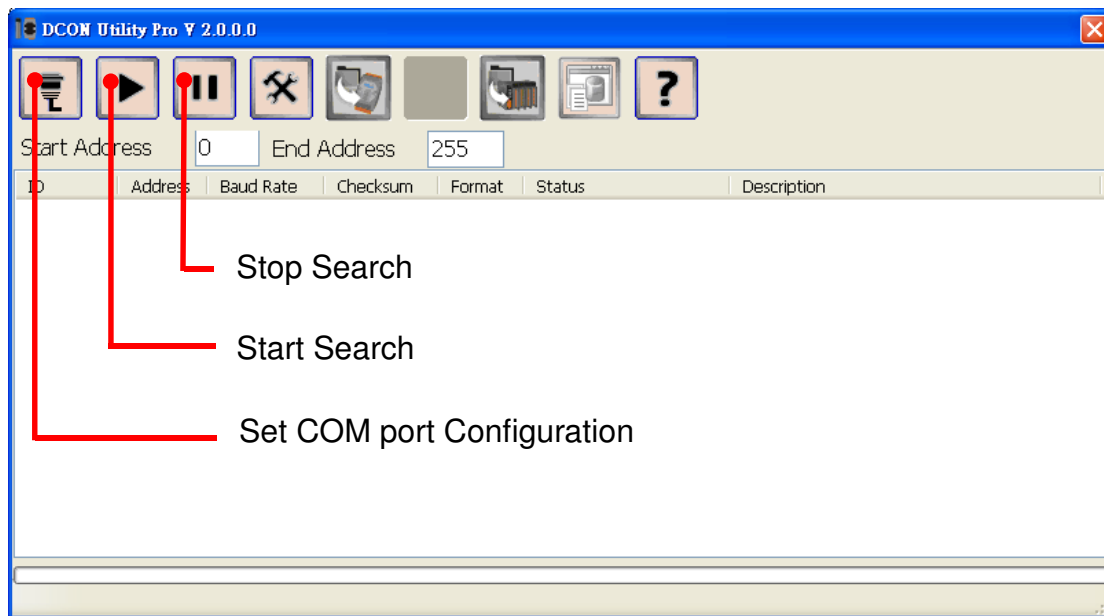 DCON Utility Pro V 2.0.0.0
?
Start Address 0 End Address 255
ID Address Baud Rate Checksum Format Status Description
Stop Search
Start Search
Set COM port Configuration